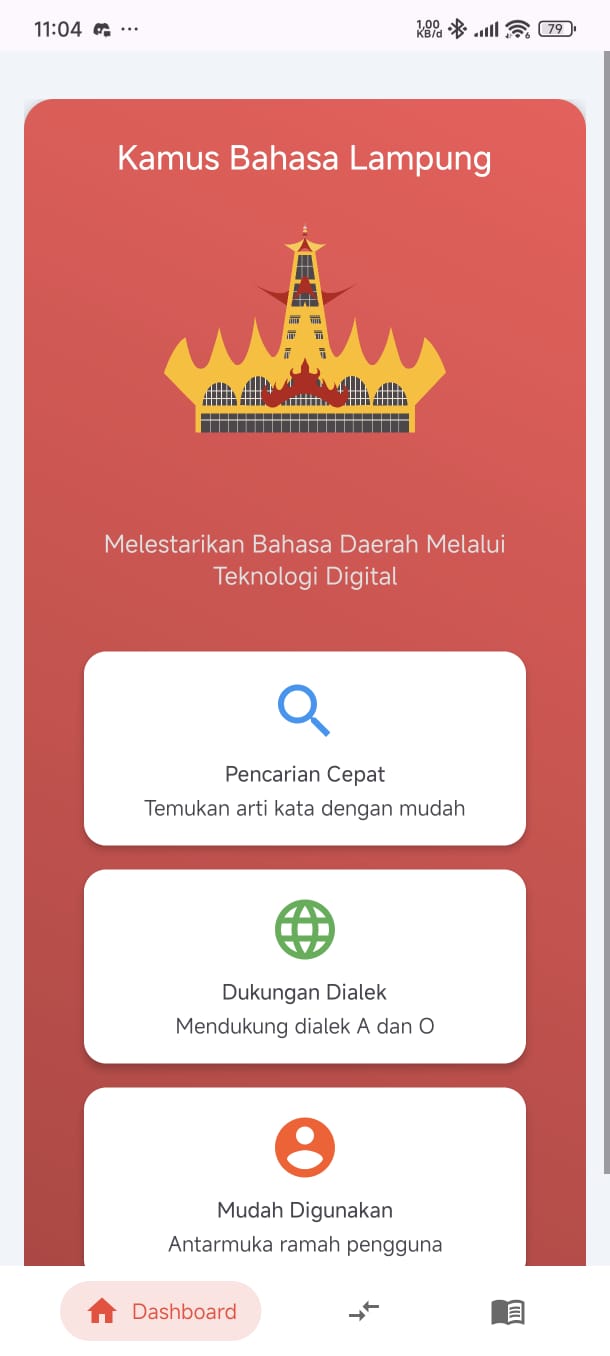 11:04
1,00
KB/d
79
Kamus Bahasa Lampung
Melestarikan Bahasa Daerah Melalui
Teknologi Digital
Pencarian Cepat
Temukan arti kata dengan mudah
Dukungan Dialek
Mendukung dialek A dan O
Mudah Digunakan
Antarmuka ramah pengguna
Dashboard